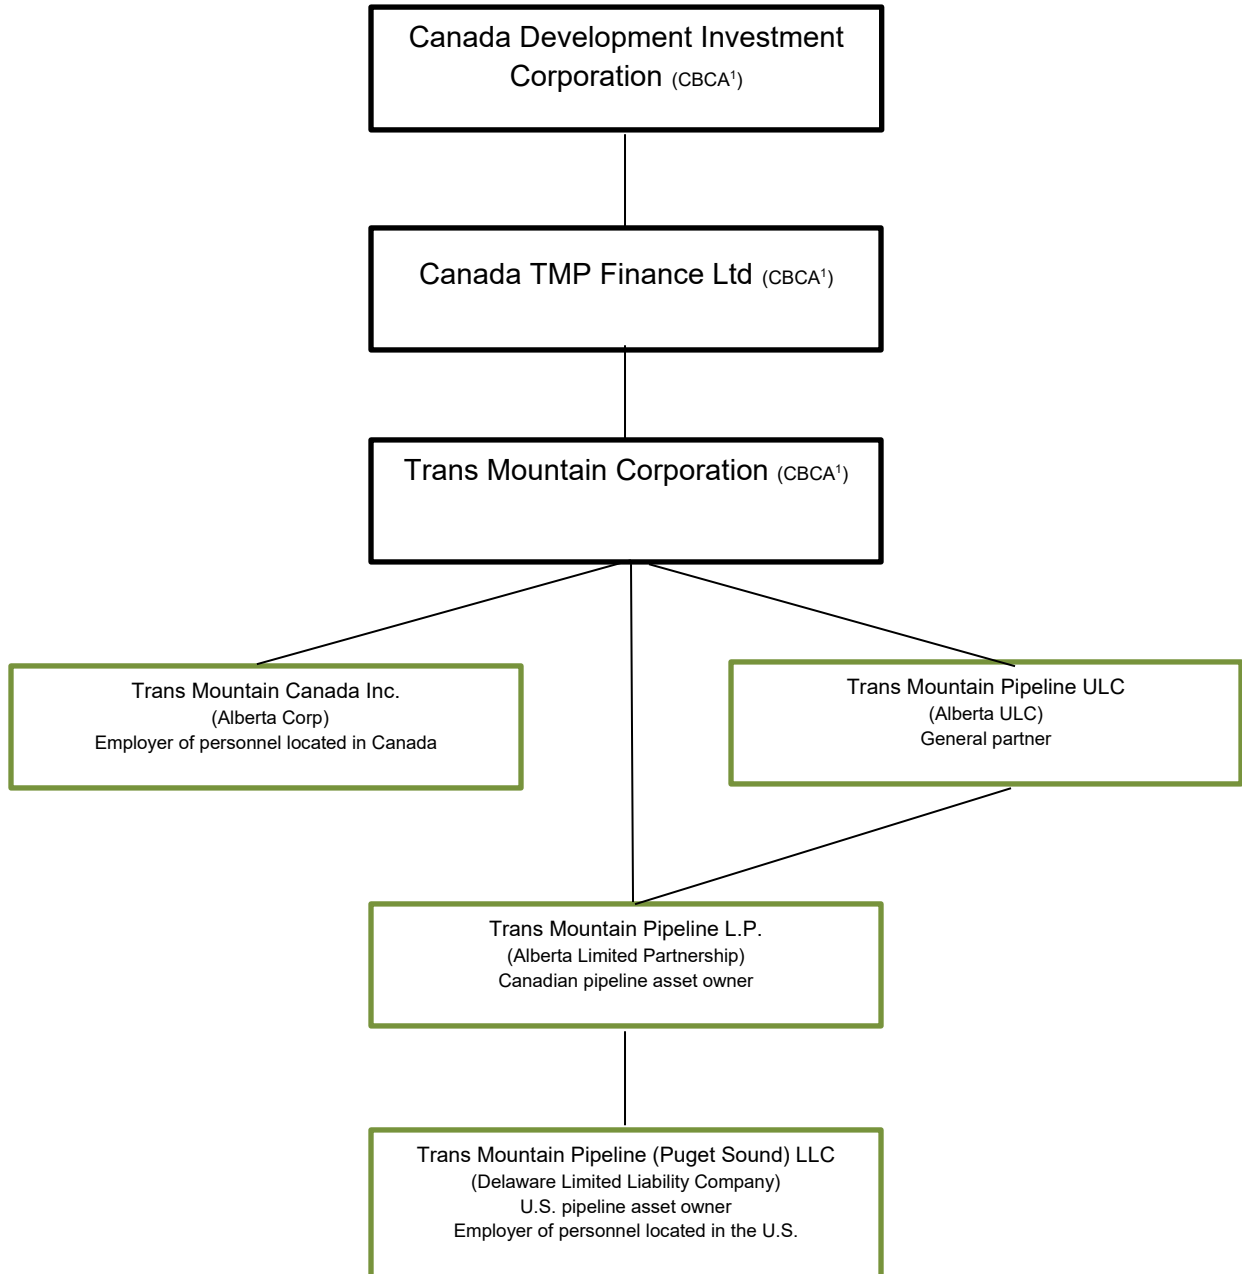 Canada Development Investment
Corporation (CBCA¹)
Canada TMP Finance Ltd (CBCA¹)
Trans Mountain Corporation (CBCA¹)
Trans Mountain Canada Inc.
(Alberta Corp)
Employer of personnel located in Canada
Trans Mountain Pipeline ULC
(Alberta ULC)
General partner
Trans Mountain Pipeline L.P.
(Alberta Limited Partnership)
Canadian pipeline asset owner
Trans Mountain Pipeline (Puget Sound) LLC
(Delaware Limited Liability Company)
U.S. pipeline asset owner
Employer of personnel located in the U.S.